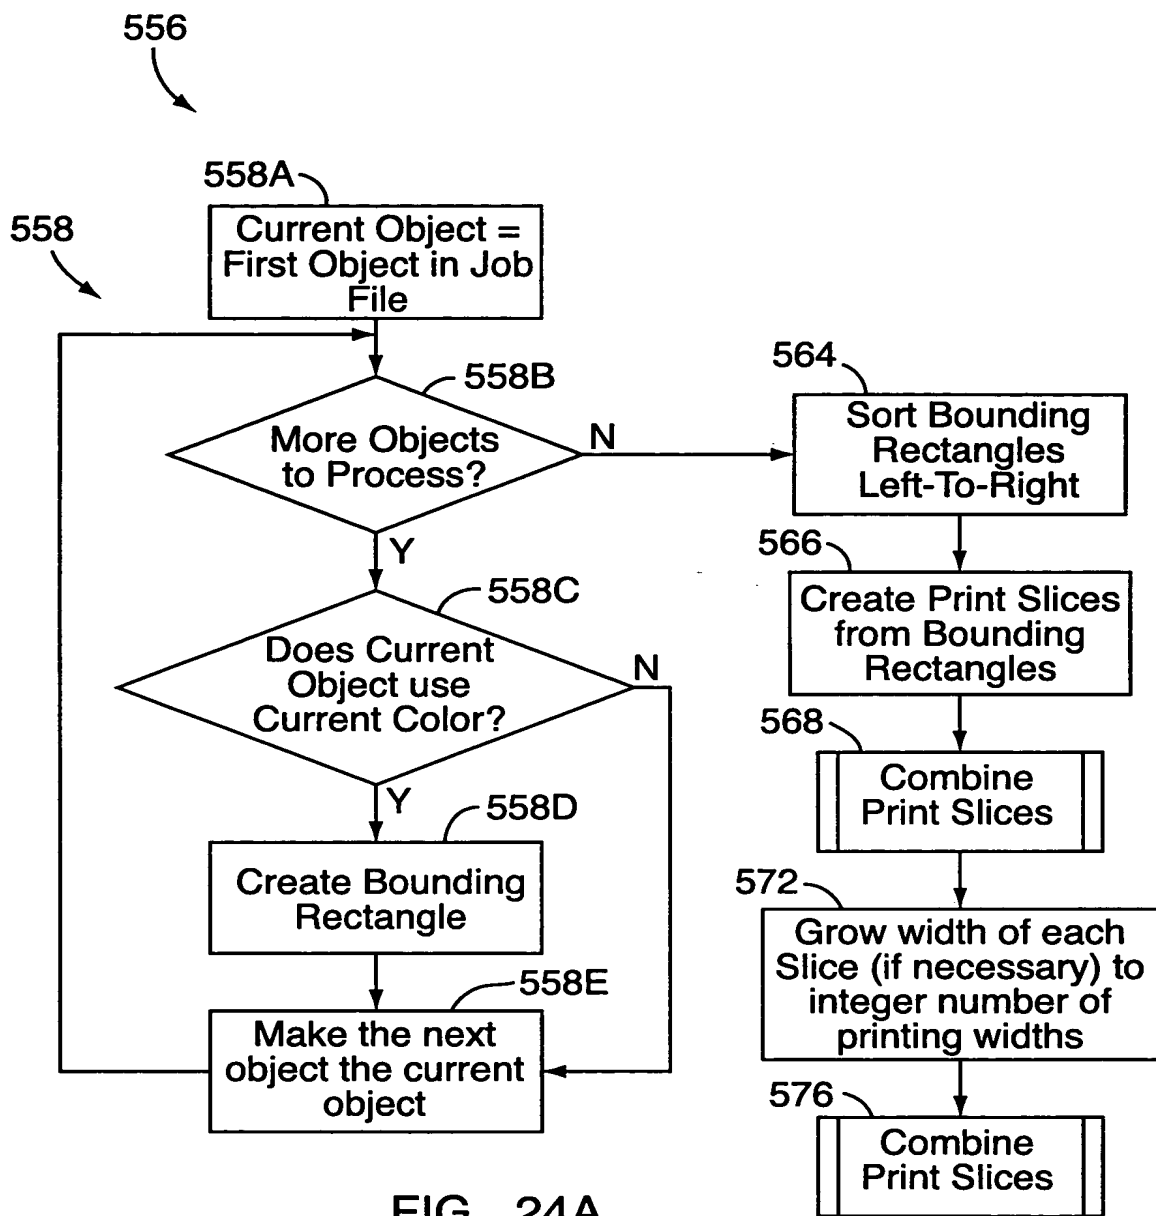 556
558A
558
Current Object =
First Object in Job
File
558B
More Objects
to Process?
N
Y
558C
Does Current
Object use
Current Color?
N
Y
558D
Create Bounding
Rectangle
558E
Make the next
object the current
object
564
Sort Bounding
Rectangles
Left-To-Right
566
Create Print Slices
from Bounding
Rectangles
568
Combine
Print Slices
572
Grow width of each
Slice (if necessary) to
integer number of
printing widths
576
Combine
Print Slices
FIG. 24A